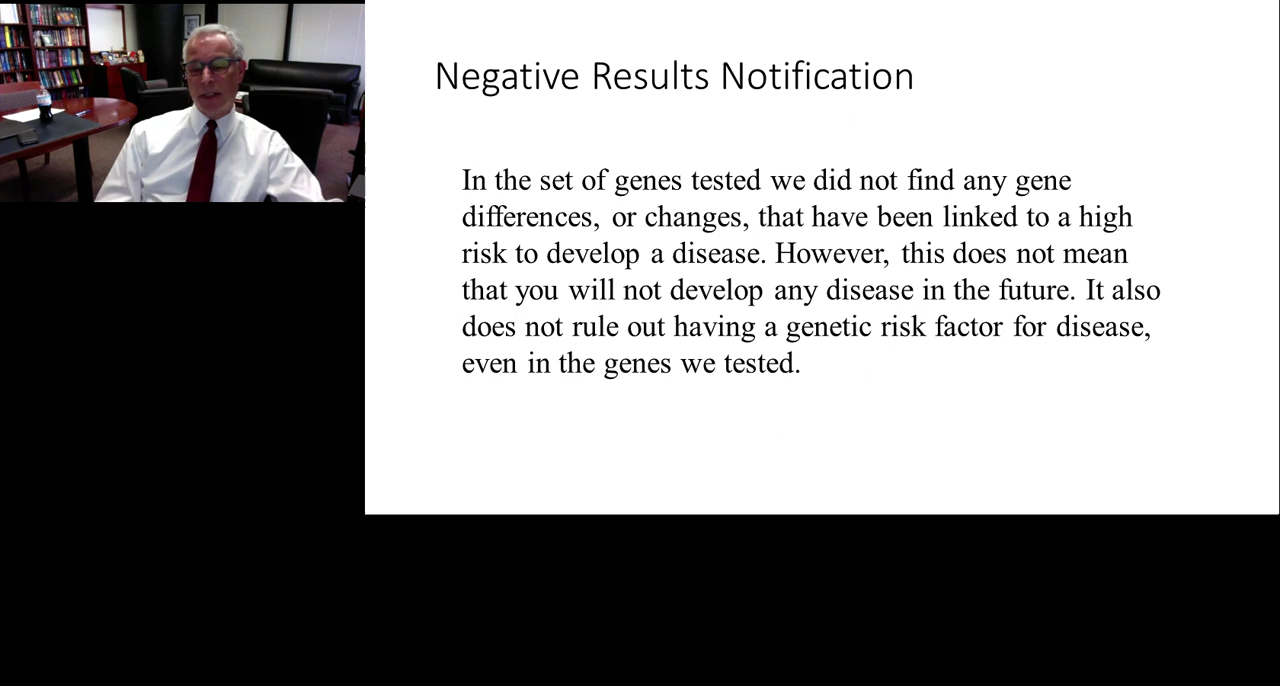 Negative Results Notification
In the set of genes tested we did not find any gene
differences, or changes, that have been linked to a high
risk to develop a disease. However, this does not mean
that you will not develop any disease in the future. It also
does not rule out having a genetic risk factor for disease,
even in the genes we tested.